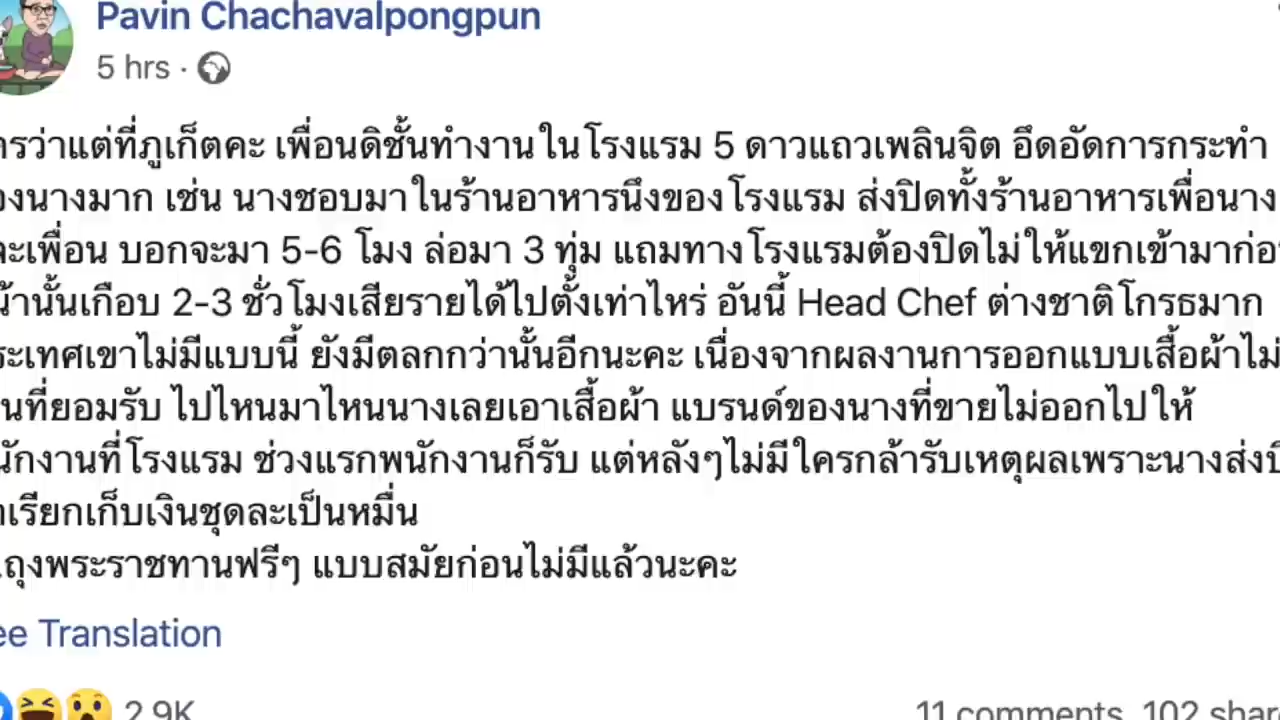 Pavin Chachavalpongpun
5 hrs ·
ใครว่าแต่ที่ภูเก็ตคะ เพื่อนดิชั้นทำงานในโรงแรม 5 ดาวแถวเพลินจิต อึดอัดการกระทำ
ของนางมาก เช่น นางชอบมาในร้านอาหารนึงของโรงแรม ส่งปิดทั้งร้านอาหารเพื่อนาง
และเพื่อน บอกจะมา 5-6 โมง ล่อมา 3 ทุ่ม แถมทางโรงแรมต้องปิดไม่ให้แขกเข้ามาก่อน
หน้านั้นเกือบ 2-3 ชั่วโมงเสียรายได้ไปตั้งเท่าไหร่ อันนี้ Head Chef ต่างชาติโกรธมาก
ประเทศเขาไม่มีแบบนี้ ยังมีตลกกว่านั้นอีกนะคะ เนื่องจากผลงานการออกแบบเสื้อผ้าไม่
เป็นที่ยอมรับ ไปไหนมาไหนนางเลยเอาเสื้อผ้า แบรนด์ของนางที่ขายไม่ออกไปให้
พนักงานที่โรงแรม ช่วงแรกพนักงานก็รับ แต่หลังๆไม่มีใครกล้ารับเหตุผลเพราะนางส่งบิล
มาเรียกเก็บเงินชุดละเป็นหมื่น
ถุงพระราชทานฟรีๆ แบบสมัยก่อนไม่มีแล้วนะคะ
See Translation
2.9K
11 comments 102 shares